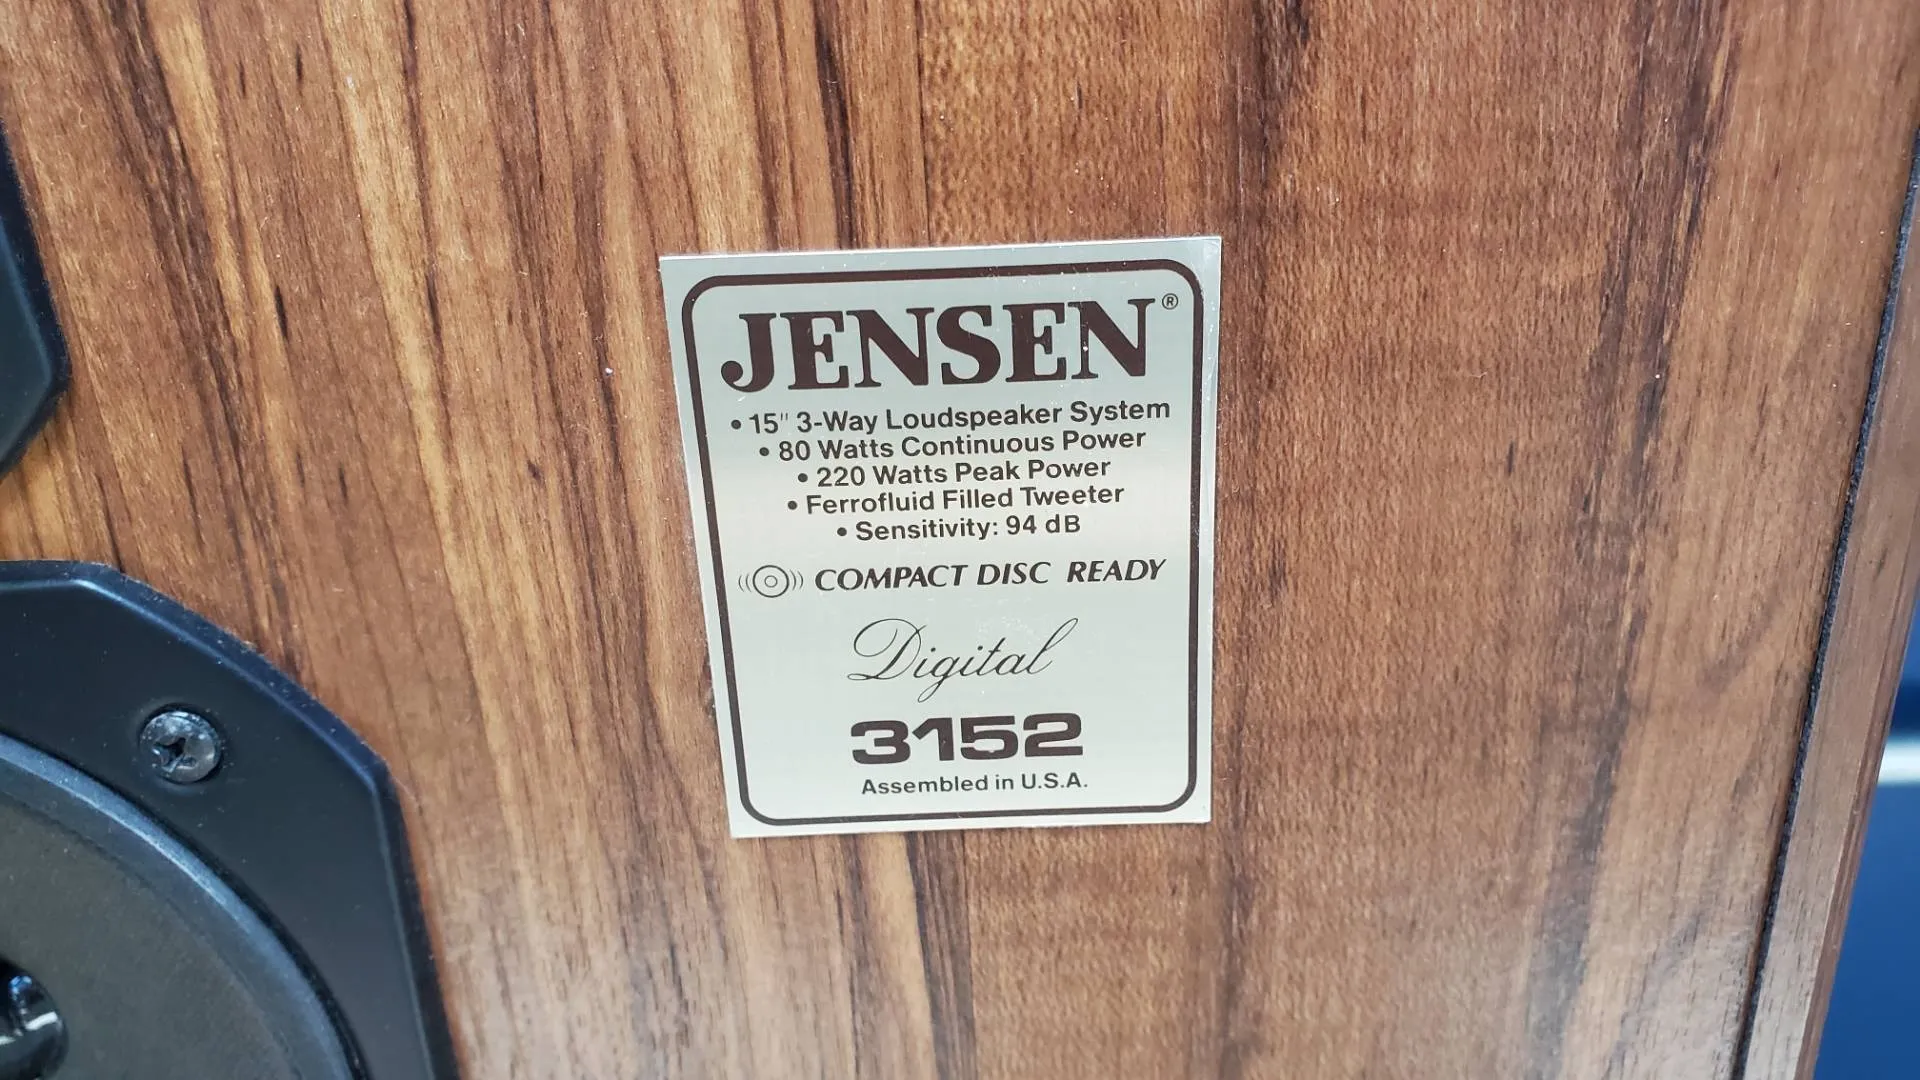 JENSEN®
• 15" 3-Way Loudspeaker System
• 80 Watts Continuous Power
• 220 Watts Peak Power
• Ferrofluid Filled Tweeter
• Sensitivity: 94 dB
COMPACT DISC READY
Digital
3152
Assembled in U.S.A.